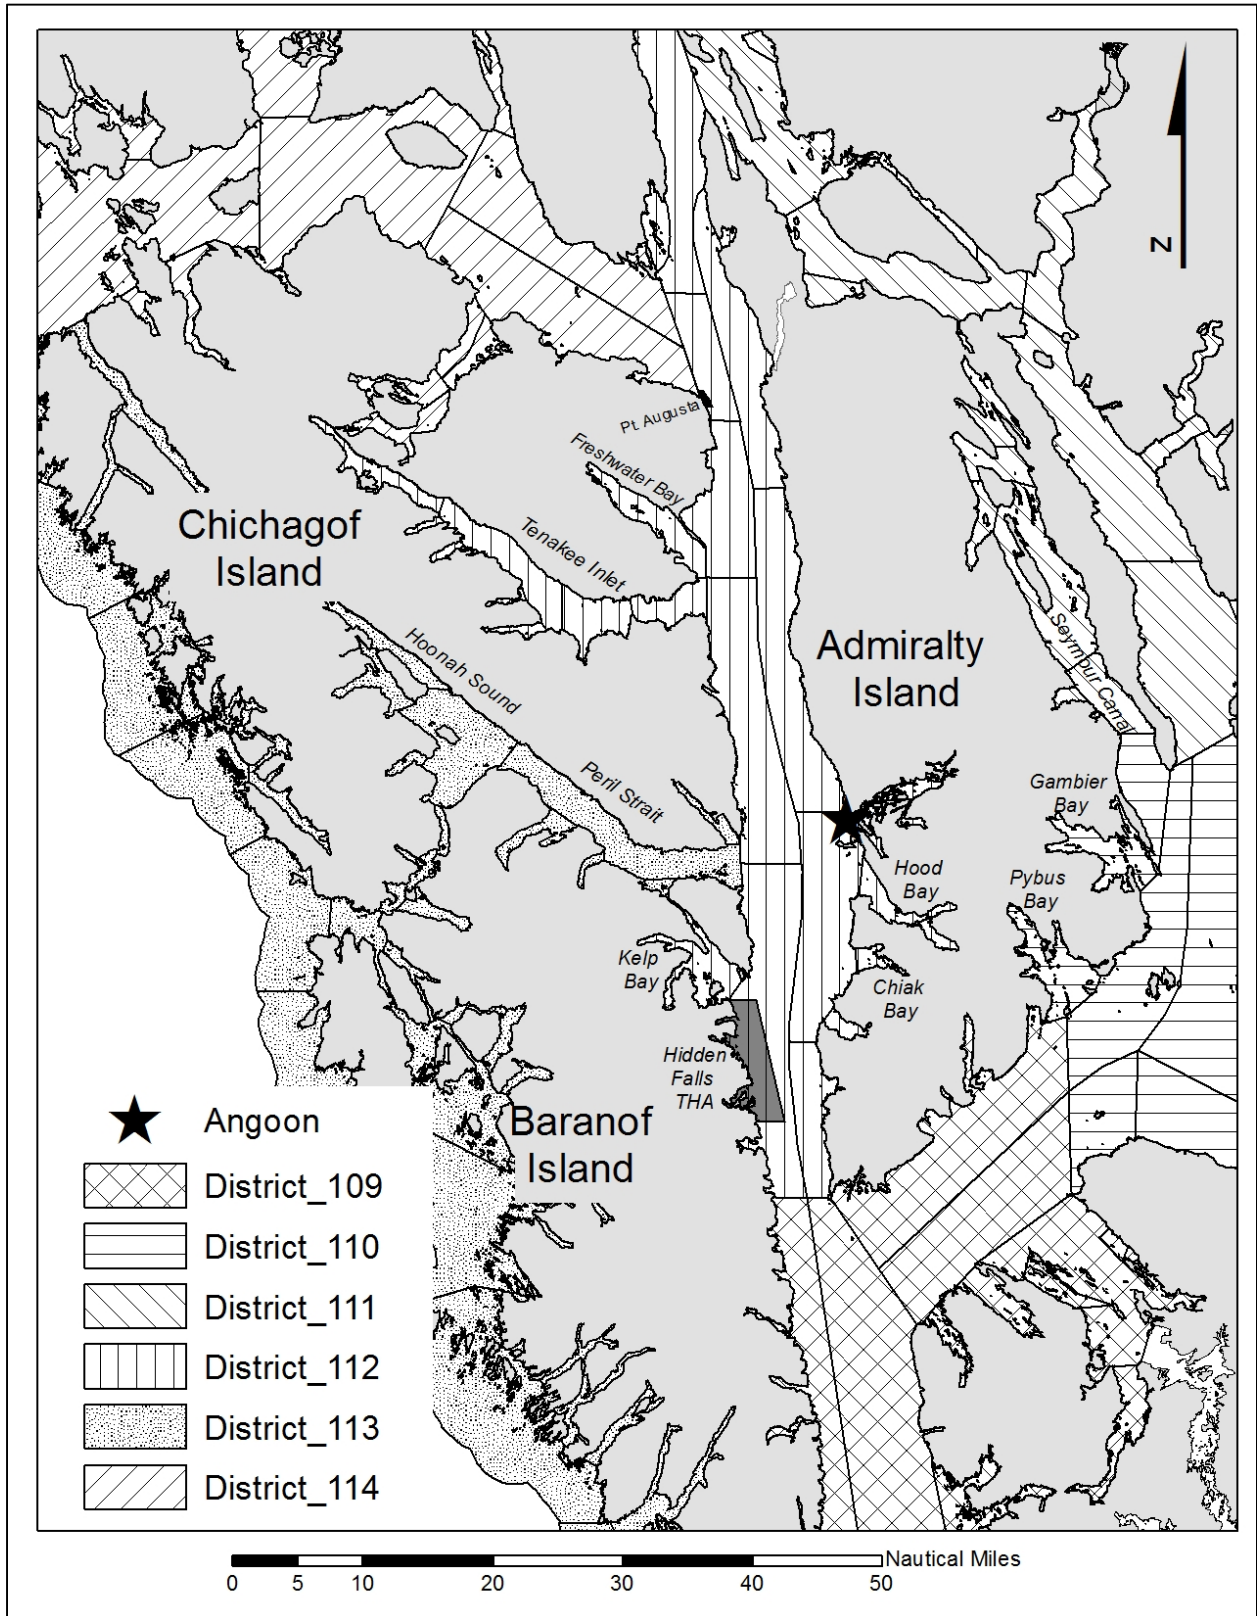 N
Pt. Augusta
Freshwater Bay
Chichagof
Island
Tenakee Inlet
Admiralty
Island
Seymour Canal
Hoonah Sound
Peril Strait
Gambier
Bay
Hood
Bay
Pybus
Bay
Kelp
Bay
Chiak
Bay
Hidden
Falls
THA
Baranof
Island
Angoon
District_109
District_110
District_111
District_112
District_113
District_114
Nautical Miles
0 5 10 20 30 40 50